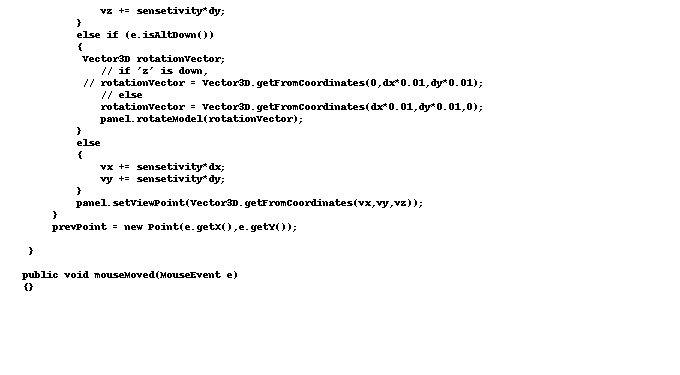 vz += sensetivity*dy;
}
else if (e.isAltDown())
{
Vector3D rotationVector;
// if 'z' is down,
// rotationVector = Vector3D.getFromCoordinates(0,dx*0.01,dy*0.01);
// else
rotationVector = Vector3D.getFromCoordinates(dx*0.01,dy*0.01,0);
panel.rotateModel(rotationVector);
}
else
{
vx += sensetivity*dx;
vy += sensetivity*dy;
}
panel.setViewPoint(Vector3D.getFromCoordinates(vx,vy,vz));
}
prevPoint = new Point(e.getX(),e.getY());
}
public void mouseMoved(MouseEvent e)
{}